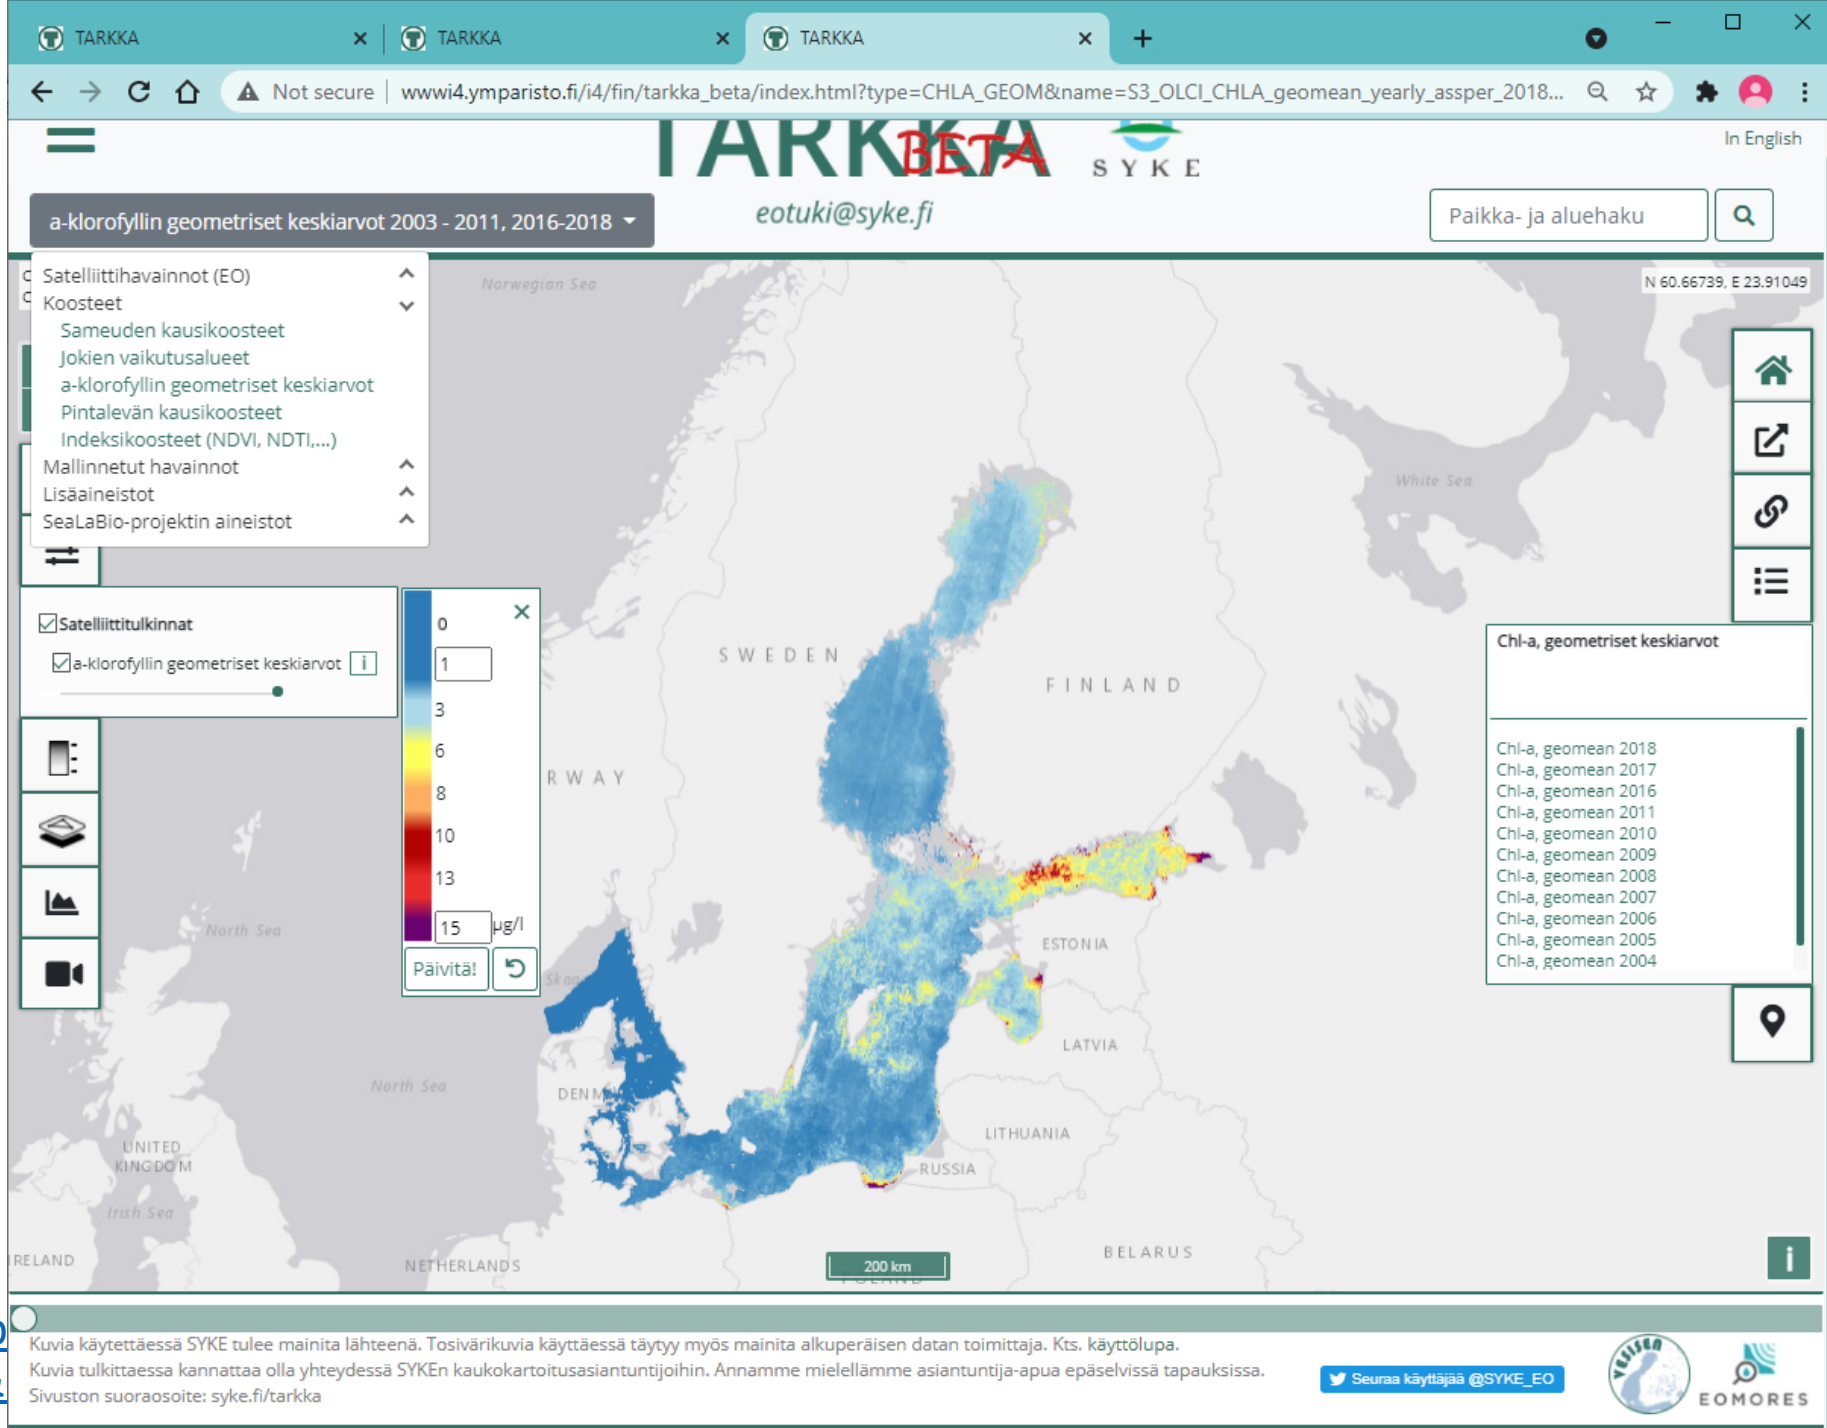 TARKKA
TARKKA
TARKKA
Not secure
wwwi4.ymparisto.fi/i4/fin/tarkka_beta/index.html?type=CHLA_GEOM&name=S3_OLCI_CHLA_geomean_yearly_assper_2018...
TARKKA
BETA
SYKE
In English
a-klorofyllin geometriset keskiarvot 2003 - 2011, 2016-2018
eotuki@syke.fi
Paikka- ja aluehaku
Satelliittihavainnot (EO)
Koosteet
Sameuden kausikoosteet
Jokien vaikutusalueet
a-klorofyllin geometriset keskiarvot
Pintalevän kausikoosteet
Indeksikoosteet (NDVI, NDTI,...)
Mallinnetut havainnot
Lisäaineistot
SeaLaBio-projektin aineistot
N 60.66739, E 23.91049
Norwegian Sea
White Sea
Satelliittitulkinnat
a-klorofyllin geometriset keskiarvot
i
0
1
3
6
8
10
13
15
µg/l
Päivitä!
SWEDEN
FINLAND
RWAY
North Sea
Skag
ESTONIA
LATVIA
North Sea
DENM
LITHUANIA
UNITED
KINGDOM
RUSSIA
Irish Sea
RELAND
NETHERLANDS
BELARUS
POLAND
200 km
Chl-a, geometriset keskiarvot
Chl-a, geomean 2018
Chl-a, geomean 2017
Chl-a, geomean 2016
Chl-a, geomean 2011
Chl-a, geomean 2010
Chl-a, geomean 2009
Chl-a, geomean 2008
Chl-a, geomean 2007
Chl-a, geomean 2006
Chl-a, geomean 2005
Chl-a, geomean 2004
i
Kuvia käytettäessä SYKE tulee mainita lähteenä. Tosivärikuvia käyttäessä täytyy myös mainita alkuperäisen datan toimittaja. Kts. käyttölupa.
Kuvia tulkittaessa kannattaa olla yhteydessä SYKEn kaukokartoitusasiantuntijoihin. Annamme mielellämme asiantuntija-apua epäselvissä tapauksissa.
Sivuston suoraosoite: syke.fi/tarkka
Seuraa käyttäjää @SYKE_EO
VESISEN
EOMORES